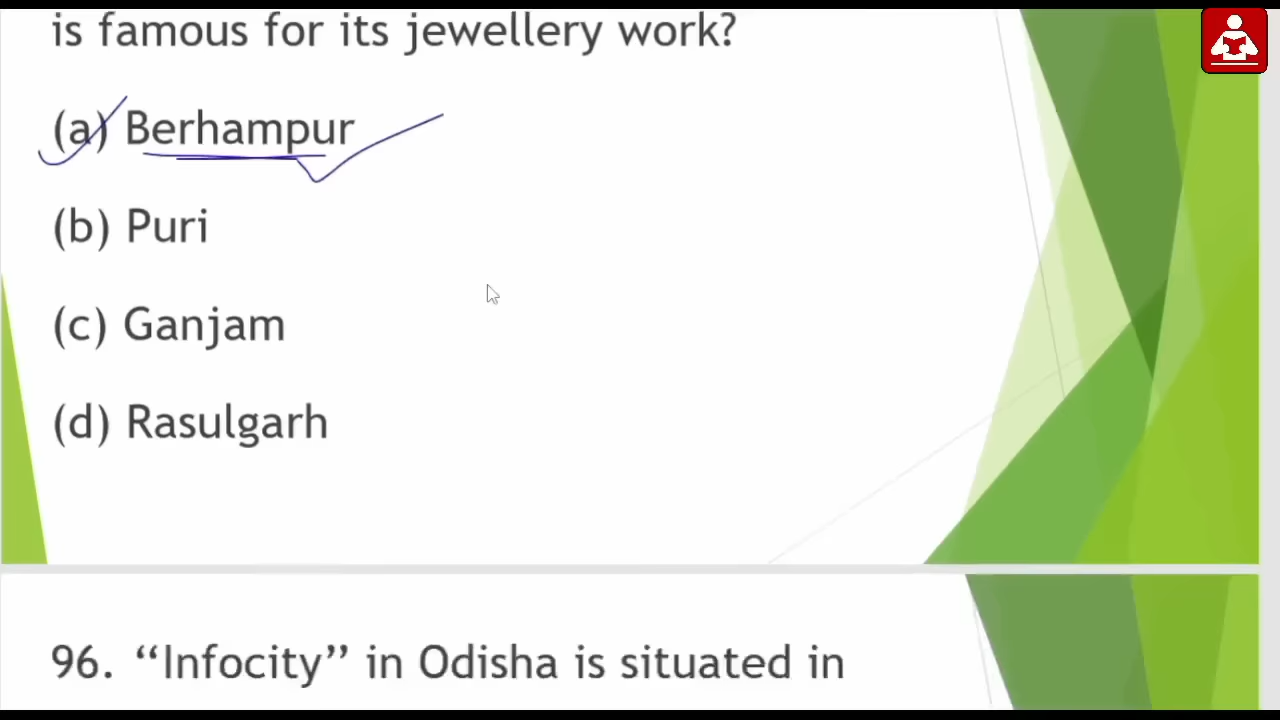 is famous for its jewellery work?
(a) Berhampur
(b) Puri
(c) Ganjam
(d) Rasulgarh
96. “Infocity” in Odisha is situated in